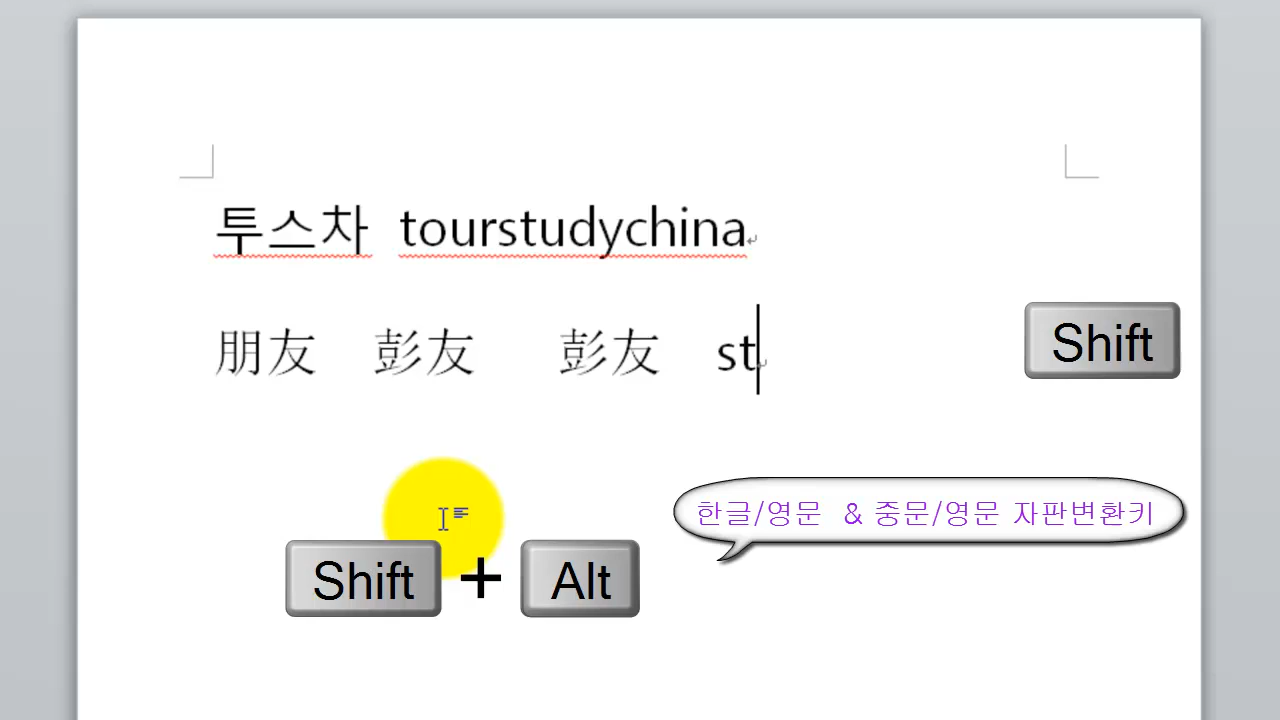 투스차 tourstudychina
朋友 彭友 彭友 st
Shift
한글/영문 & 중문/영문 자판변환키
Shift + Alt